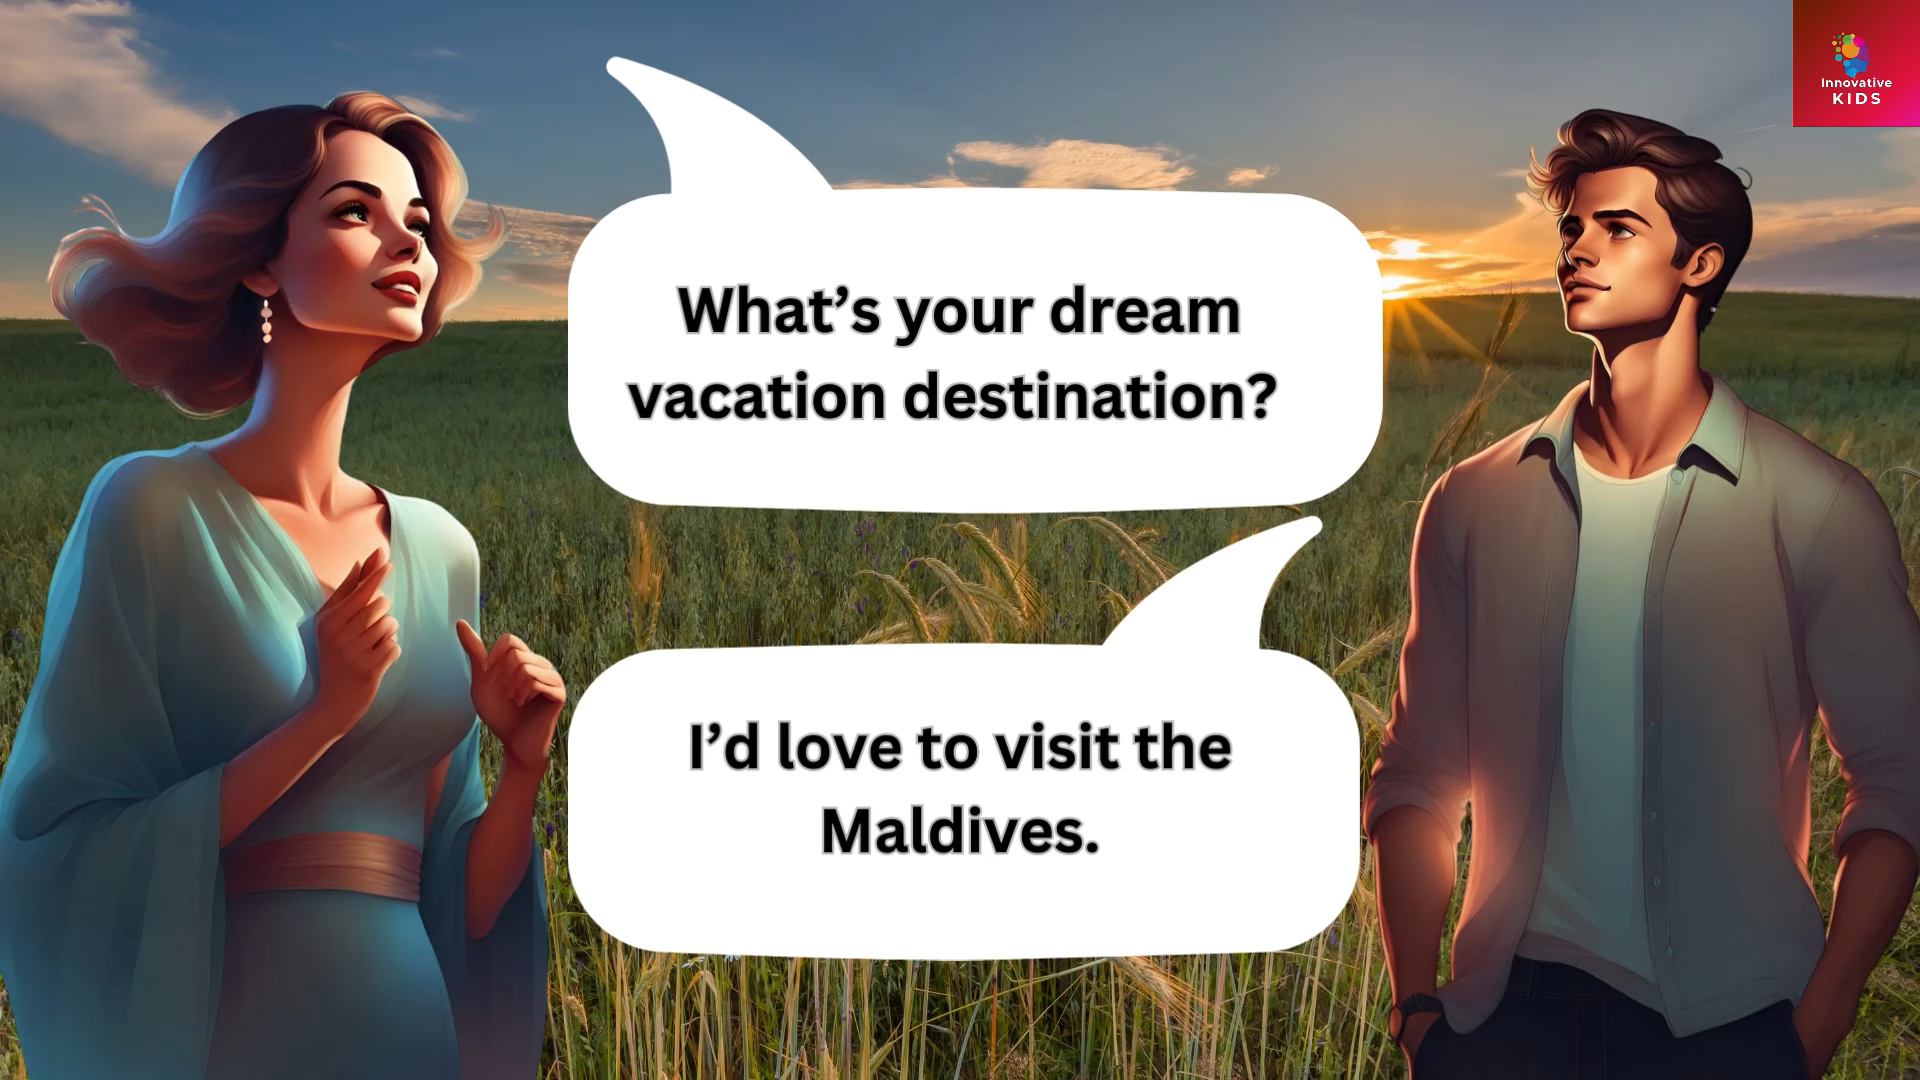 Innovative
KIDS
What's your dream
vacation destination?
I'd love to visit the
Maldives.